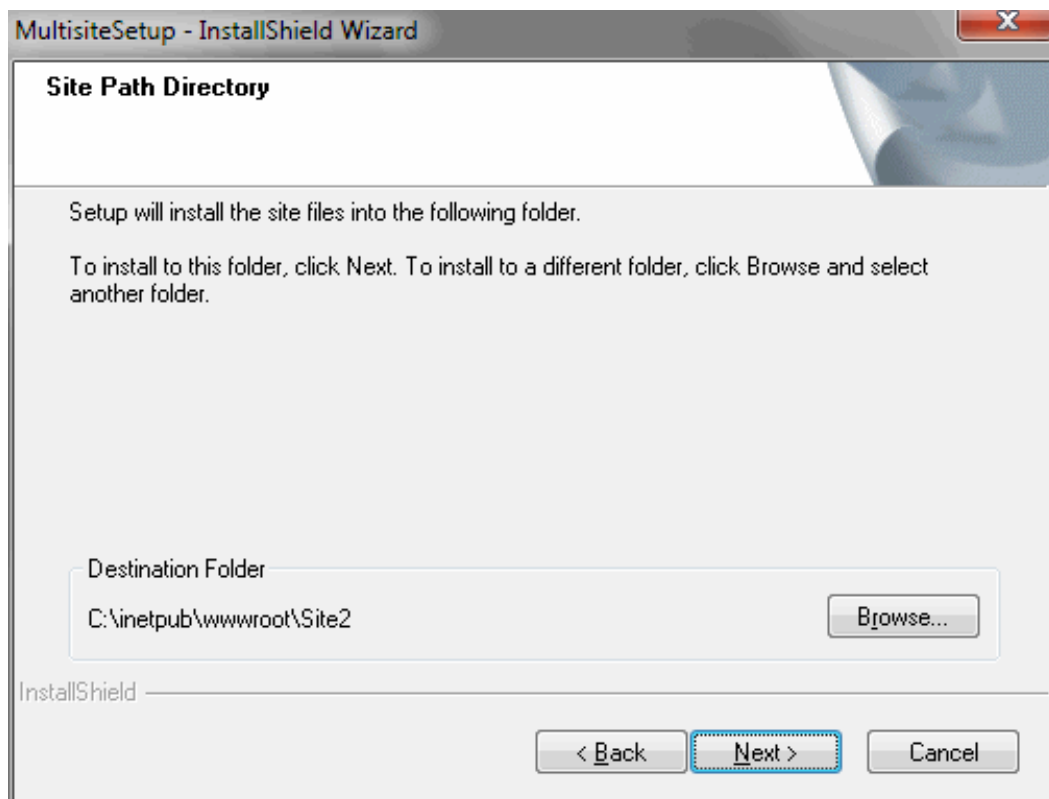 MultisiteSetup - InstallShield Wizard
Site Path Directory
Setup will install the site files into the following folder.
To install to this folder, click Next. To install to a different folder, click Browse and select
another folder.
Destination Folder
C:\inetpub\wwwroot\Site2
Browse...
InstallShield
< Back
Next >
Cancel